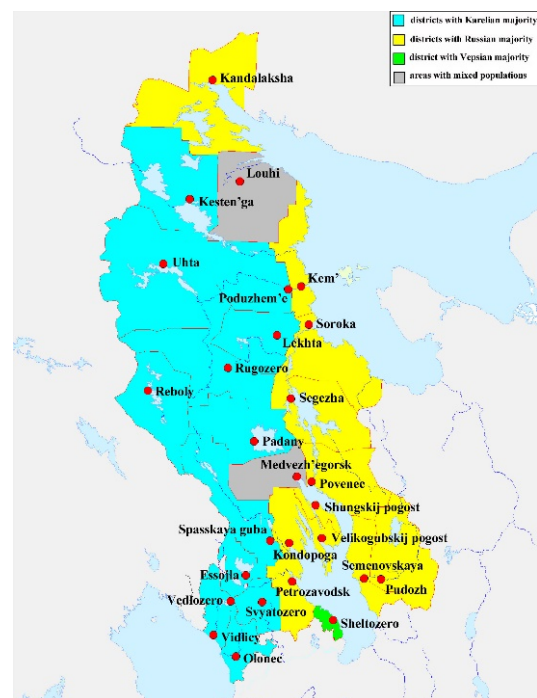 districts with Karelian majority
districts with Russian majority
district with Vepsian majority
areas with mixed populations
Kandalaksha
Louhi
Kesten'ga
Uhta
Kem'
Poduzhem'e
Soroka
Lekhta
Rugozero
Reboly
Segezha
Padany
Medvezh'egorsk
Povenec
Shungskij pogost
Spasskaya guba
Velikogubskij pogost
Kondopoga
Semenovskaya
Essojla
Petrozavodsk
Pudozh
Vedlozero
Svyatozero
Sheltozero
Vidlicy
Olonec